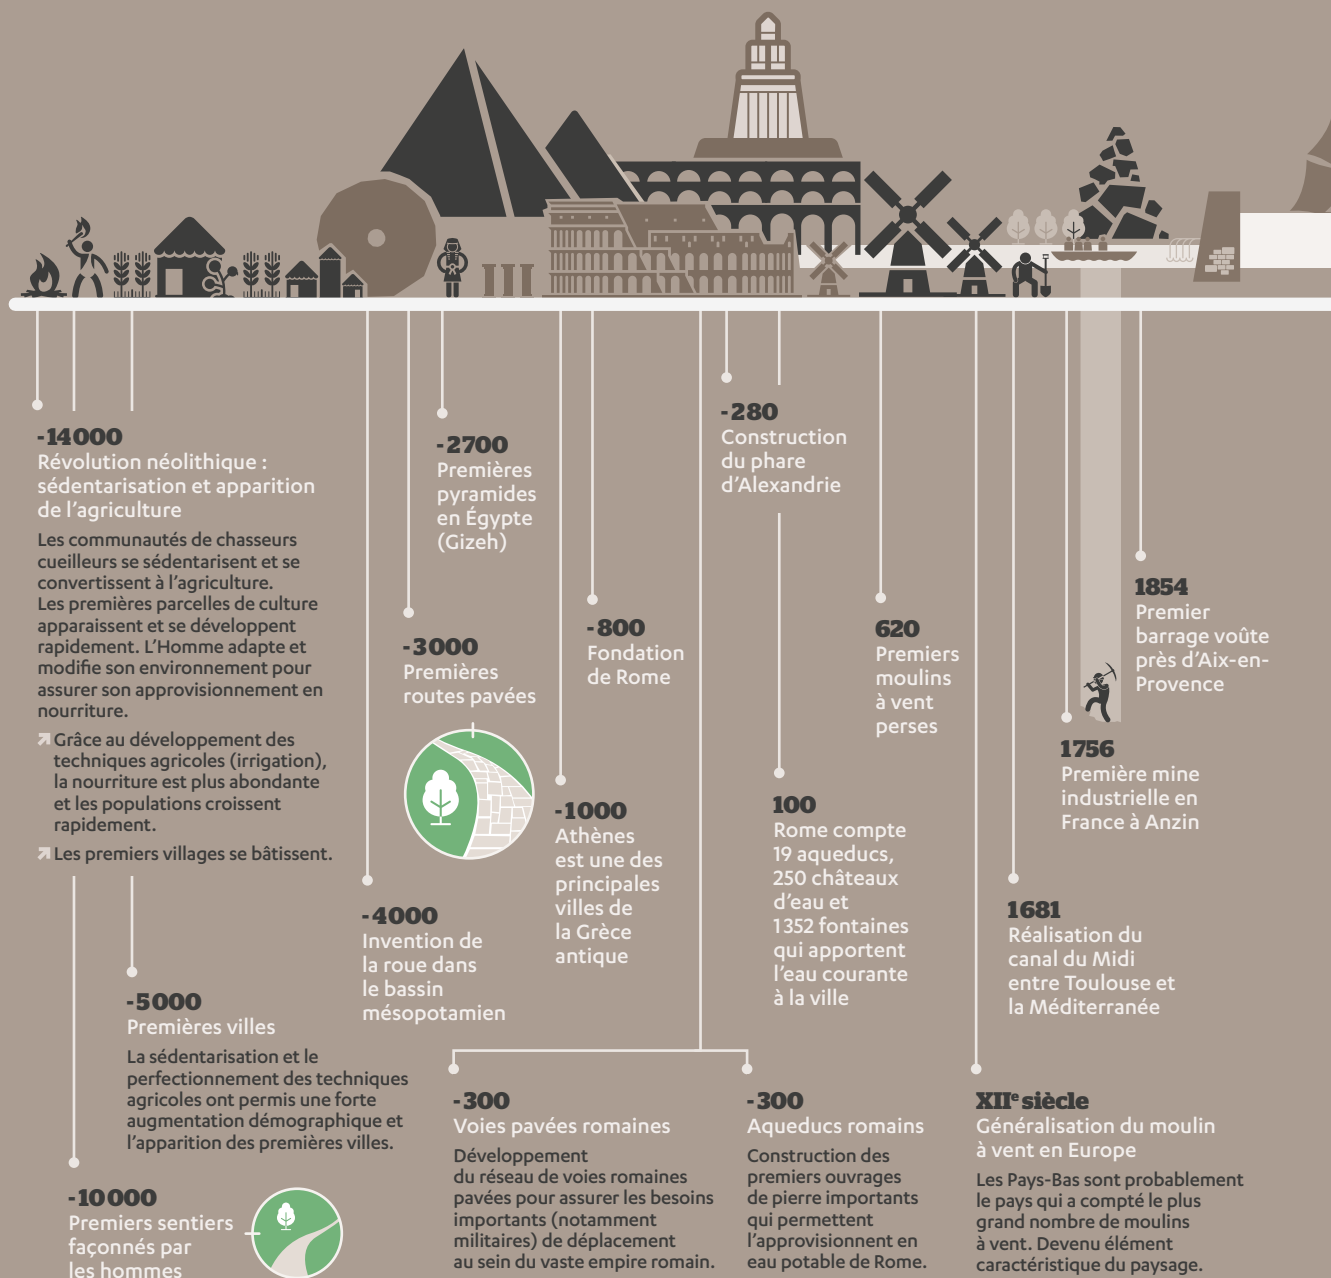 -14000
Révolution néolithique :
sédentarisation et apparition
de l’agriculture
Les communautés de chasseurs
cueilleurs se sédentarisent et se
convertissent à l’agriculture.
Les premières parcelles de culture
apparaissent et se développent
rapidement. L’Homme adapte et
modifie son environnement pour
assurer son approvisionnement en
nourriture.
Grâce au développement des
techniques agricoles (irrigation),
la nourriture est plus abondante
et les populations croissent
rapidement.
Les premiers villages se bâtissent.
-10000
Premiers sentiers
façonnés par
les hommes
-5000
Premières villes
La sédentarisation et le
perfectionnement des techniques
agricoles ont permis une forte
augmentation démographique et
l’apparition des premières villes.
-4000
Invention de
la roue dans
le bassin
mésopotamien
-3000
Premières
routes pavées
-2700
Premières
pyramides
en Égypte
(Gizeh)
-1000
Athènes
est une des
principales
villes de
la Grèce
antique
-800
Fondation
de Rome
-300
Voies pavées romaines
Développement
du réseau de voies romaines
pavées pour assurer les besoins
importants (notamment
militaires) de déplacement
au sein du vaste empire romain.
-300
Aqueducs romains
Construction des
premiers ouvrages
de pierre importants
qui permettent
l’approvisionnent en
eau potable de Rome.
-280
Construction
du phare
d’Alexandrie
100
Rome compte
19 aqueducs,
250 châteaux
d’eau et
1352 fontaines
qui apportent
l’eau courante
à la ville
620
Premiers
moulins
à vent
perses
XIIe siècle
Généralisation du moulin
à vent en Europe
Les Pays-Bas sont probablement
le pays qui a compté le plus
grand nombre de moulins
à vent. Devenu élément
caractéristique du paysage.
1681
Réalisation du
canal du Midi
entre Toulouse et
la Méditerranée
1756
Première mine
industrielle en
France à Anzin
1854
Premier
barrage voûte
près d’Aix-en-
Provence